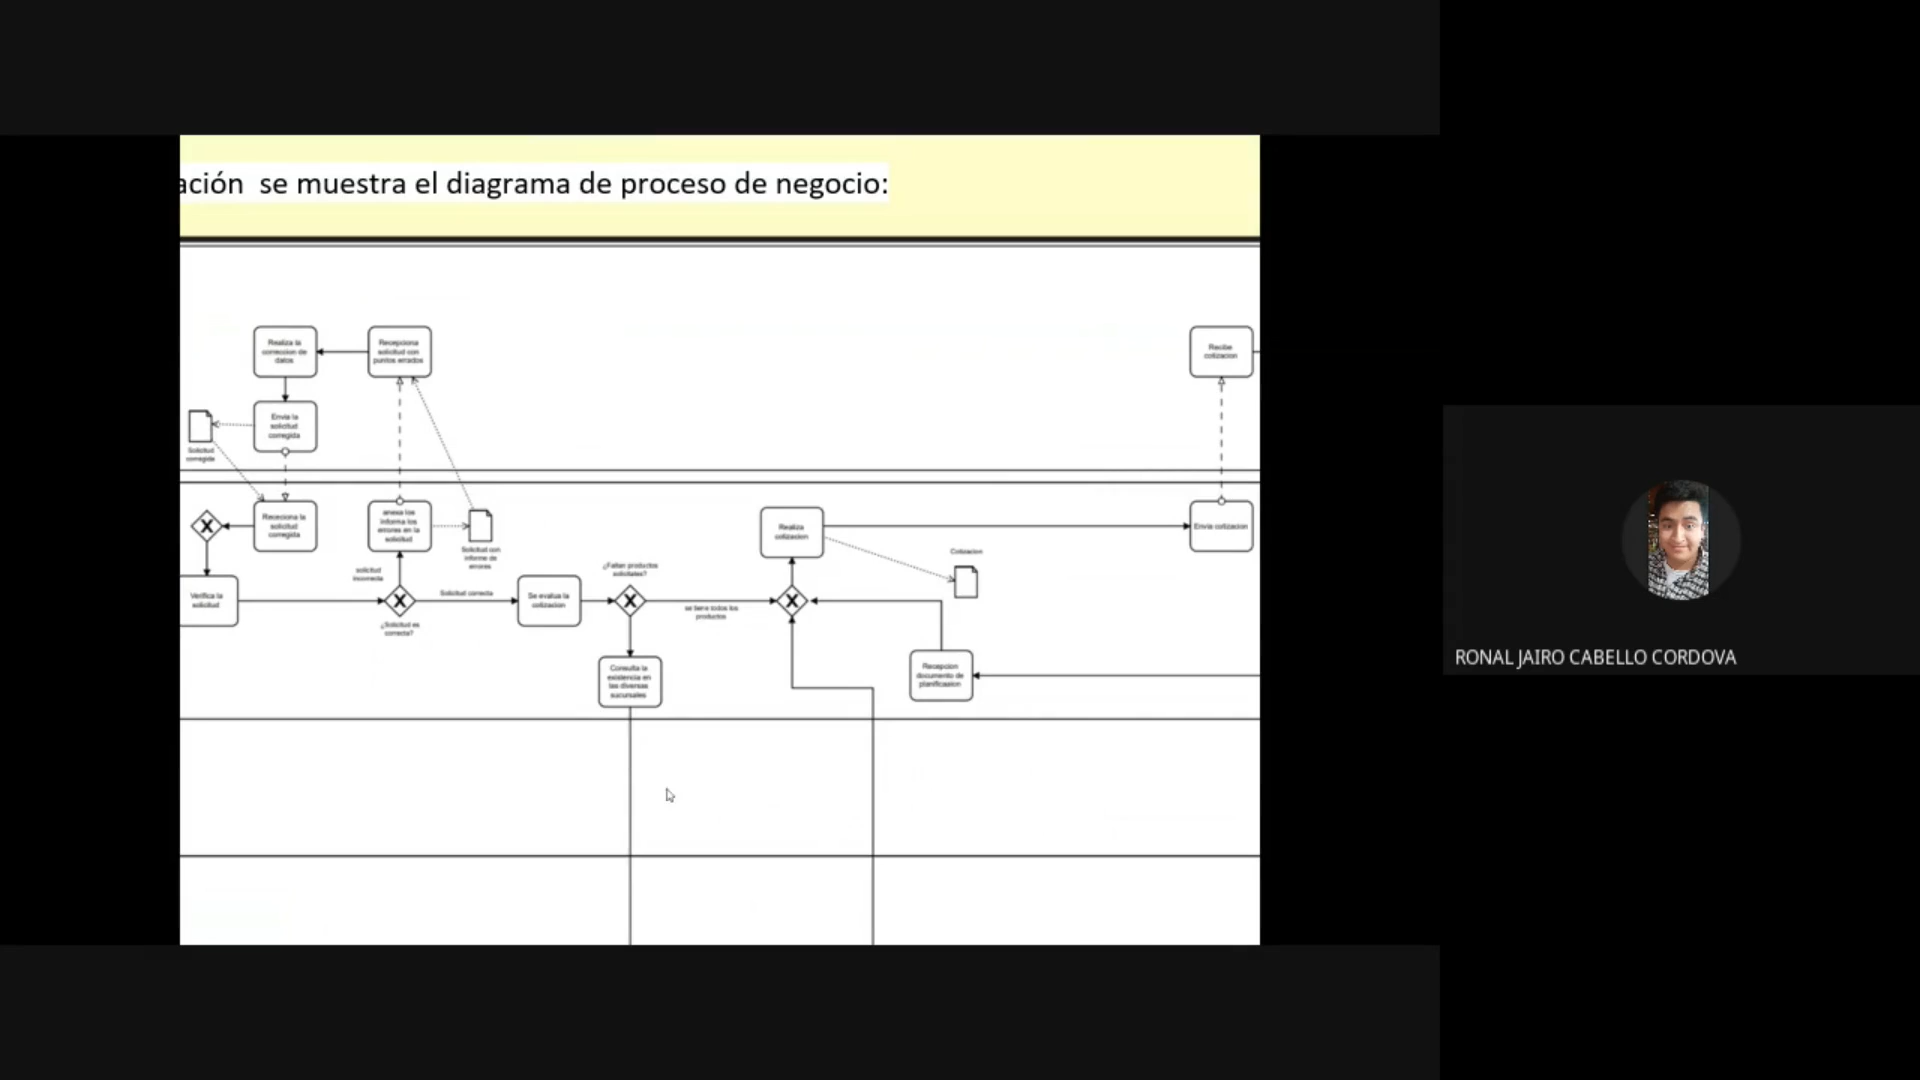 ación  se muestra el diagrama de proceso de negocio:
Realiza la
correccion de
datos
Recepciona
solicitud con
puntos errados
Recibe
cotizacion
Envia la
solicitud
corregida
Solicitud
corregida
Receciona la
solicitud
corregida
anexa los
informa los
errores en la
solicitud
Solicitud con
informe de
errores
Realiza
cotizacion
Envia cotizacion
Cotizacion
solicitud
incorrecta
¿Faltan productos
solicitales?
Verifica la
solicitud
Solicitud correcta
Se evalua la
cotizacion
se tiene todos los
productos
¿Solicitud es
correcta?
Consulta la
existencia en
las diversas
sucursales
Recepcion
documento de
planificasion
RONAL JAIRO CABELLO CORDOVA